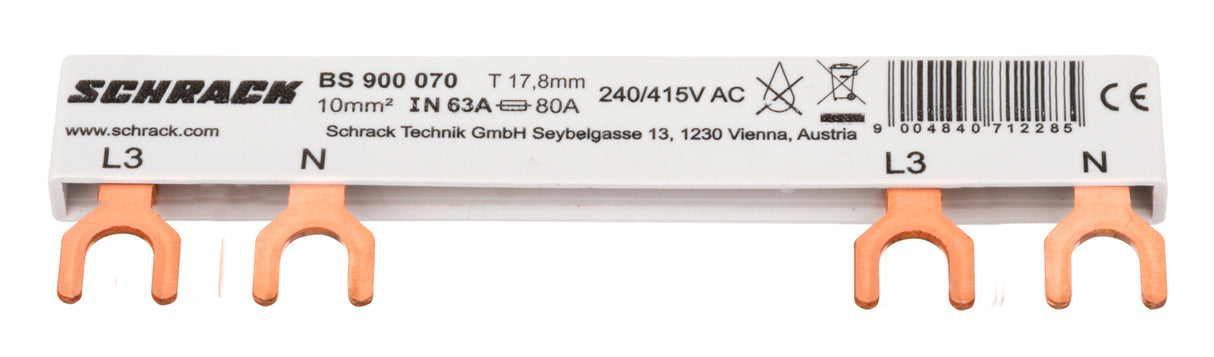 SCHRACK
www.schrack.com
BS 900 070 T 17,8mm
10mm² IN 63A 80A
240/415V AC
Schrack Technik GmbH Seybelgasse 13, 1230 Vienna, Austria
9 004840 712285
CE
L3 N L3 N